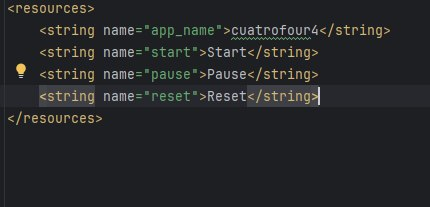 <resources>
    <string name="app_name">cuatrofour4</string>
    <string name="start">Start</string>
    <string name="pause">Pause</string>
    <string name="reset">Reset</string>
</resources>